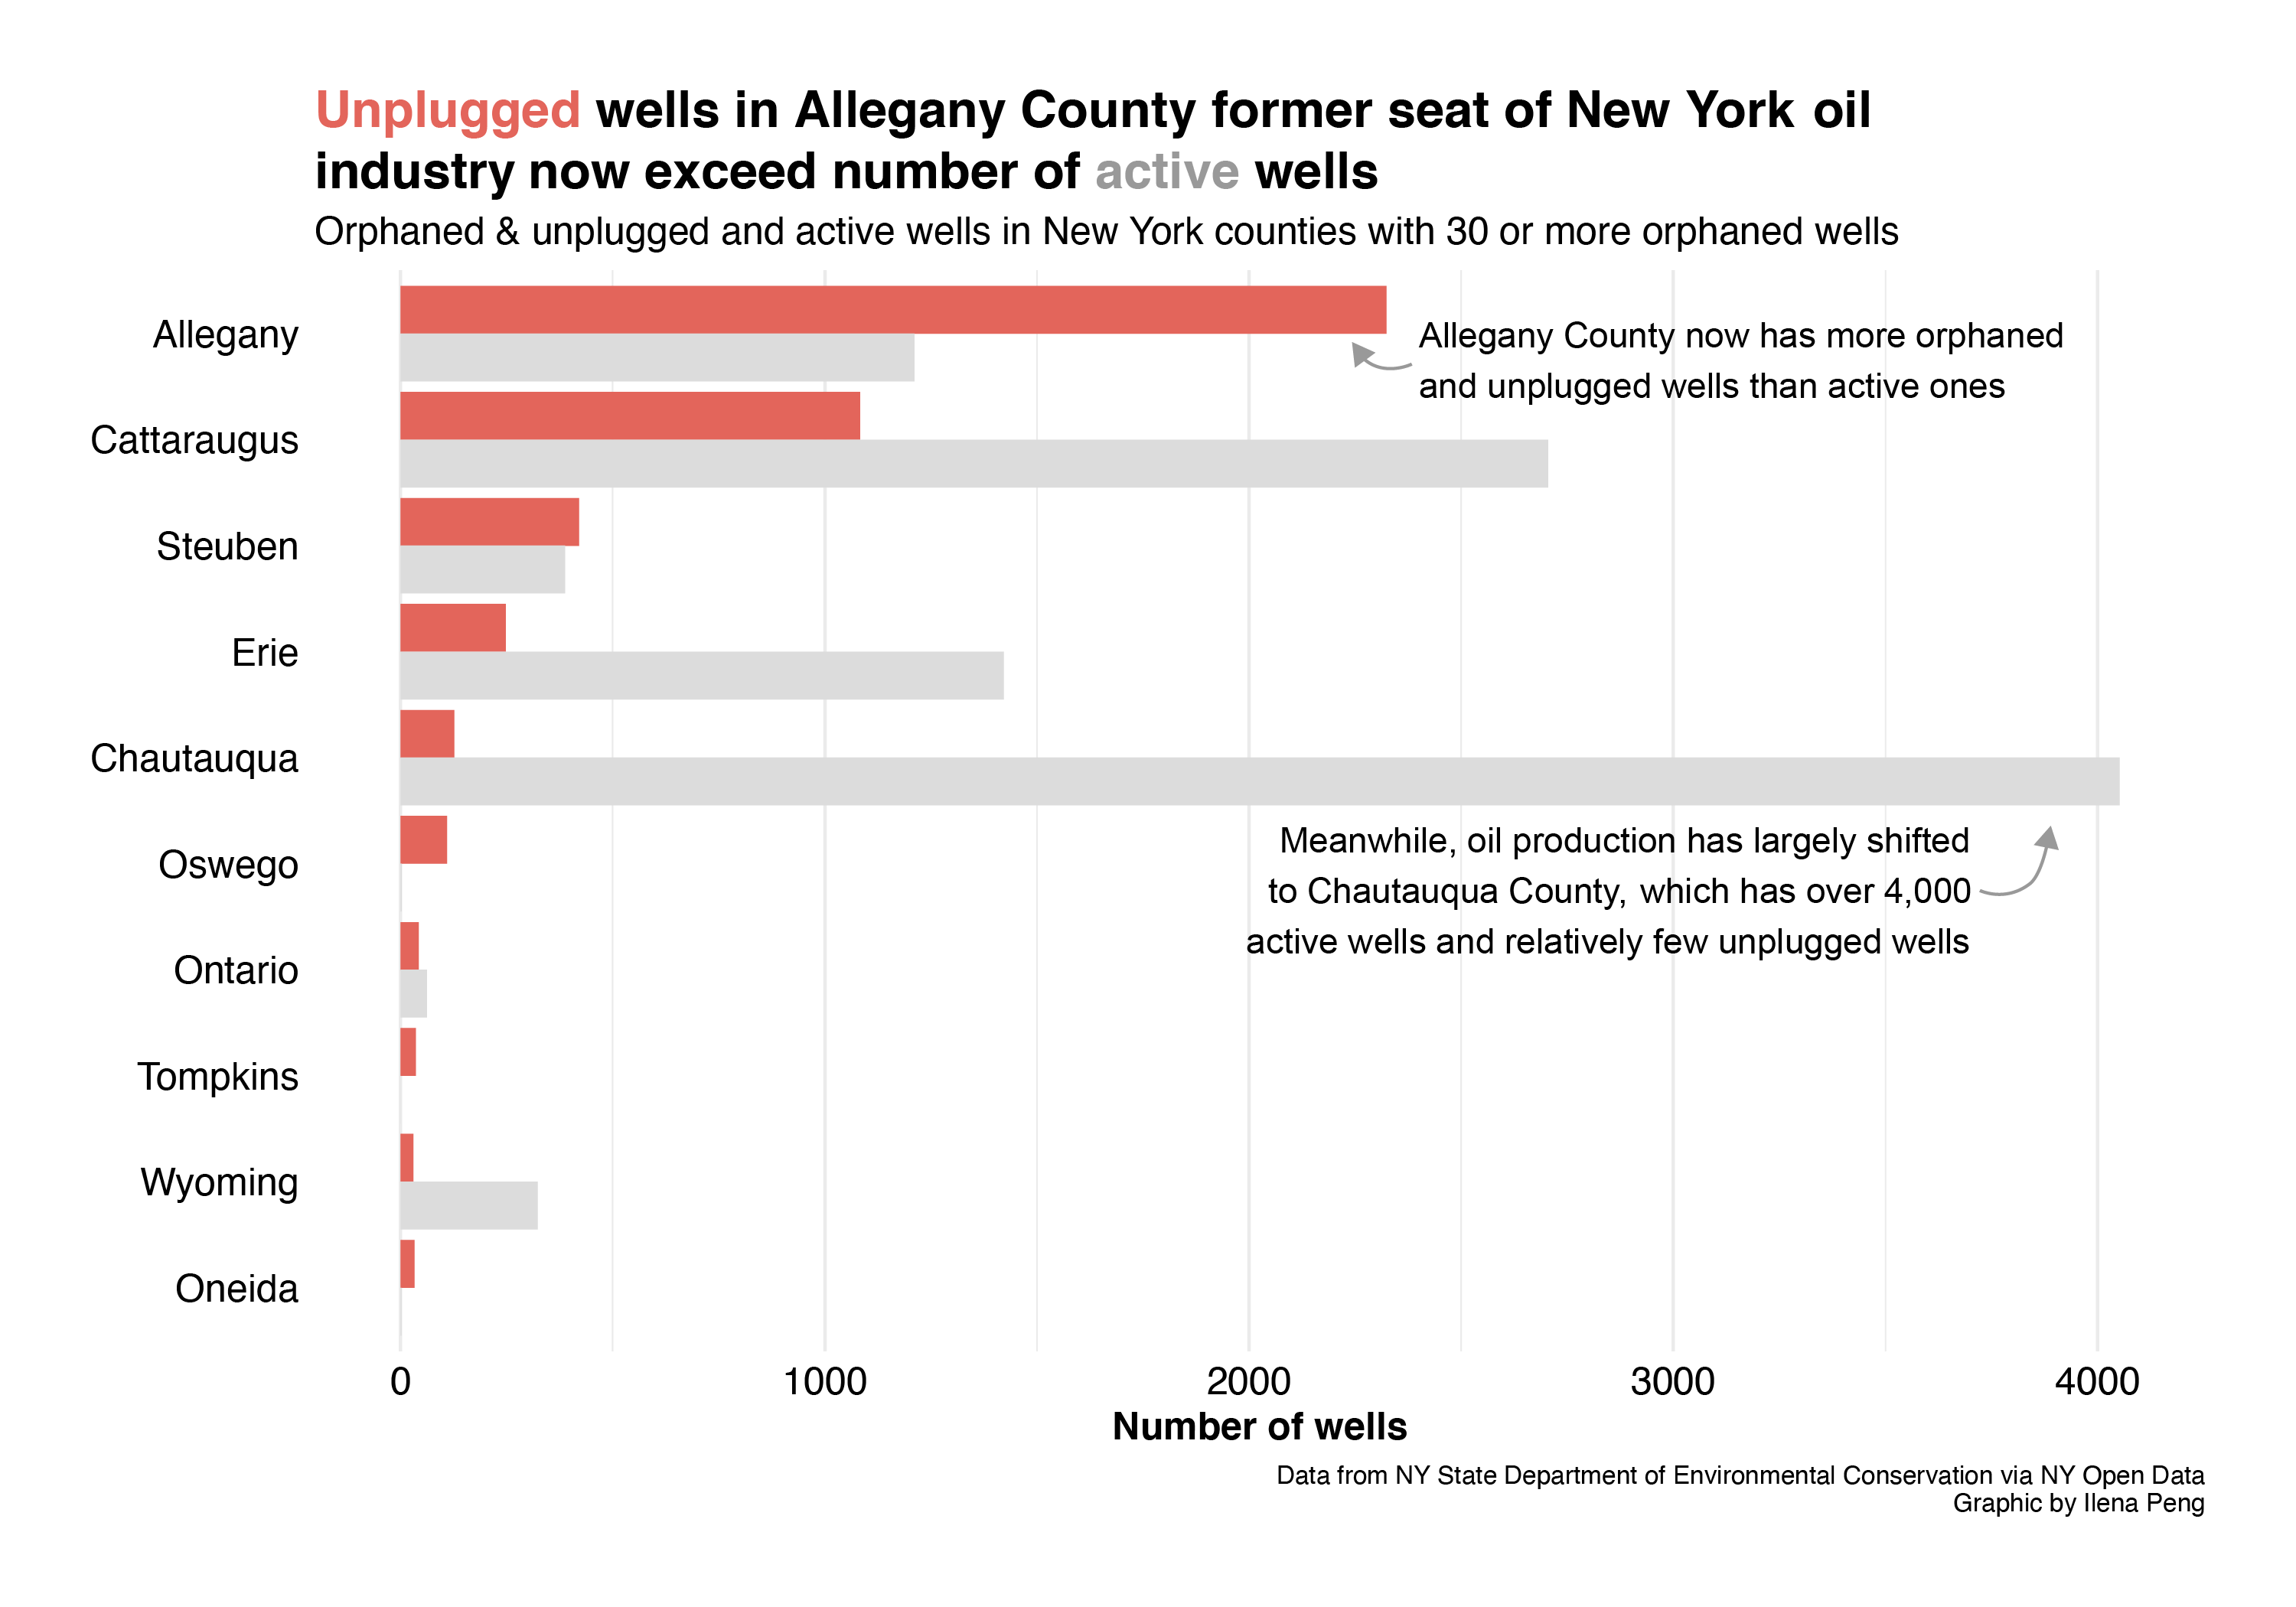 Unplugged wells in Allegany County former seat of New York oil
industry now exceed number of active wells
Orphaned & unplugged and active wells in New York counties with 30 or more orphaned wells
Allegany
Allegany County now has more orphaned
and unplugged wells than active ones
Cattaraugus
Steuben
Erie
Chautauqua
Meanwhile, oil production has largely shifted
to Chautauqua County, which has over 4,000
active wells and relatively few unplugged wells
Oswego
Ontario
Tompkins
Wyoming
Oneida
0 1000 2000 3000 4000
Number of wells
Data from NY State Department of Environmental Conservation via NY Open Data
Graphic by Ilena Peng